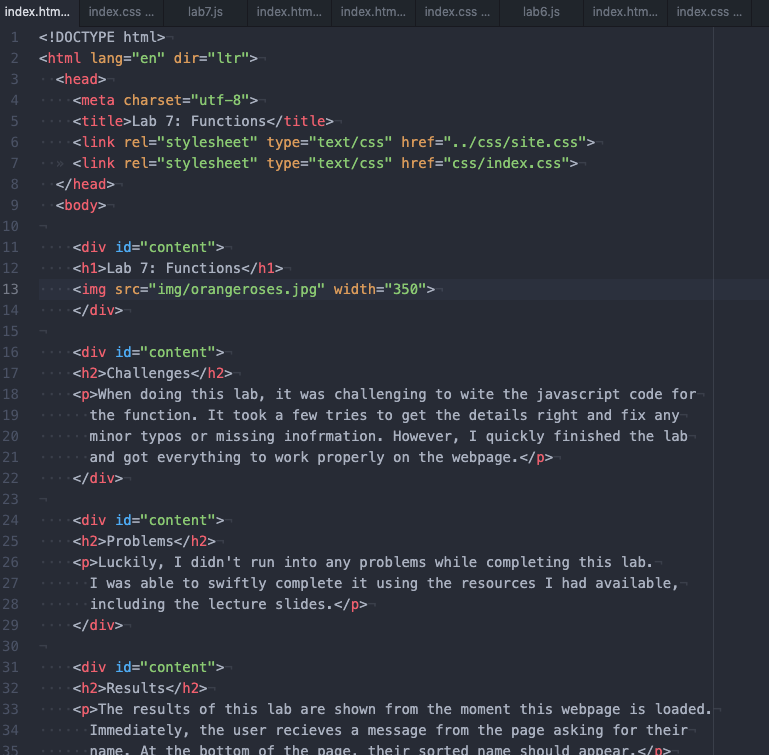 index.htm... index.css ... lab7.js index.htm... index.htm... index.css ... lab6.js index.htm... index.css ...
1 <!DOCTYPE html>
2 <html lang="en" dir="ltr">
3 <head>
4 <meta charset="utf-8">
5 <title>Lab 7: Functions</title>
6 <link rel="stylesheet" type="text/css" href="../css/site.css">
7 <link rel="stylesheet" type="text/css" href="css/index.css">
8 </head>
9 <body>
10
11 <div id="content">
12 <h1>Lab 7: Functions</h1>
13 <img src="img/orangeroses.jpg" width="350">
14 </div>
15
16 <div id="content">
17 <h2>Challenges</h2>
18 <p>When doing this lab, it was challenging to wite the javascript code for
19 the function. It took a few tries to get the details right and fix any
20 minor typos or missing inofrmation. However, I quickly finished the lab
21 and got everything to work properly on the webpage.</p>
22 </div>
23
24 <div id="content">
25 <h2>Problems</h2>
26 <p>Luckily, I didn't run into any problems while completing this lab.
27 I was able to swiftly complete it using the resources I had available,
28 including the lecture slides.</p>
29 </div>
30
31 <div id="content">
32 <h2>Results</h2>
33 <p>The results of this lab are shown from the moment this webpage is loaded.
34 Immediately, the user recieves a message from the page asking for their
35 name. At the bottom of the page, their sorted name should appear.</p>